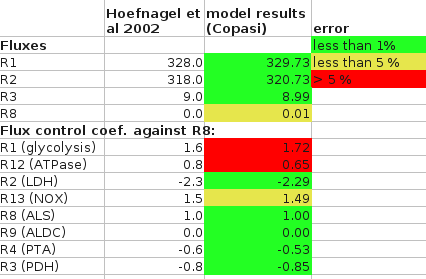 Hoefnagel et model results
al 2002 (Copasi) error
Fluxes less than 1%
R1 328.0 329.73 less than 5 %
R2 318.0 320.73 > 5 %
R3 9.0 8.99
R8 0.0 0.01
Flux control coef. against R8:
R1 (glycolysis) 1.6 1.72
R12 (ATPase) 0.8 0.65
R2 (LDH) -2.3 -2.29
R13 (NOX) 1.5 1.49
R8 (ALS) 1.0 1.00
R9 (ALDC) 0.0 0.00
R4 (PTA) -0.6 -0.53
R3 (PDH) -0.8 -0.85